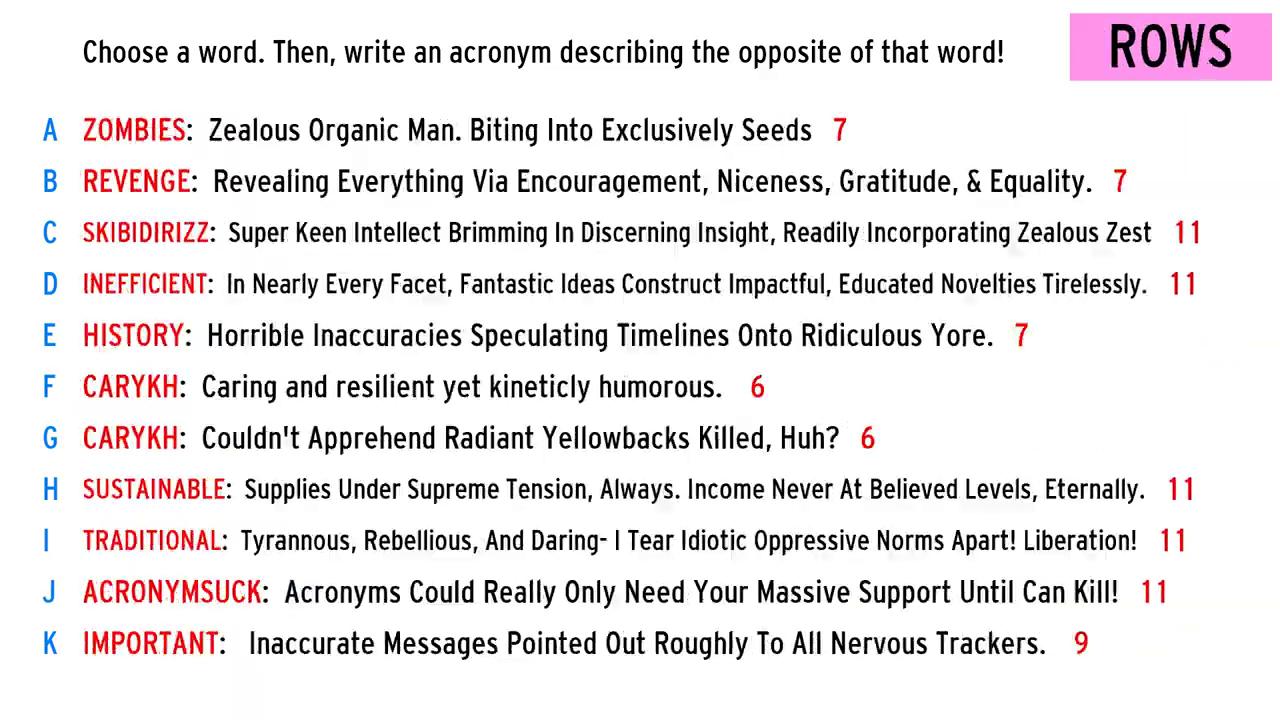 Choose a word. Then, write an acronym describing the opposite of that word!
ROWS
A ZOMBIES: Zealous Organic Man. Biting Into Exclusively Seeds 7
B REVENGE: Revealing Everything Via Encouragement, Niceness, Gratitude, & Equality. 7
C SKIBIDIRIZZ: Super Keen Intellect Brimming In Discerning Insight, Readily Incorporating Zealous Zest 11
D INEFFICIENT: In Nearly Every Facet, Fantastic Ideas Construct Impactful, Educated Novelties Tirelessly. 11
E HISTORY: Horrible Inaccuracies Speculating Timelines Onto Ridiculous Yore. 7
F CARYKH: Caring and resilient yet kineticly humorous. 6
G CARYKH: Couldn't Apprehend Radiant Yellowbacks Killed, Huh? 6
H SUSTAINABLE: Supplies Under Supreme Tension, Always. Income Never At Believed Levels, Eternally. 11
I TRADITIONAL: Tyrannous, Rebellious, And Daring- I Tear Idiotic Oppressive Norms Apart! Liberation! 11
J ACRONYMSUCK: Acronyms Could Really Only Need Your Massive Support Until Can Kill! 11
K IMPORTANT: Inaccurate Messages Pointed Out Roughly To All Nervous Trackers. 9